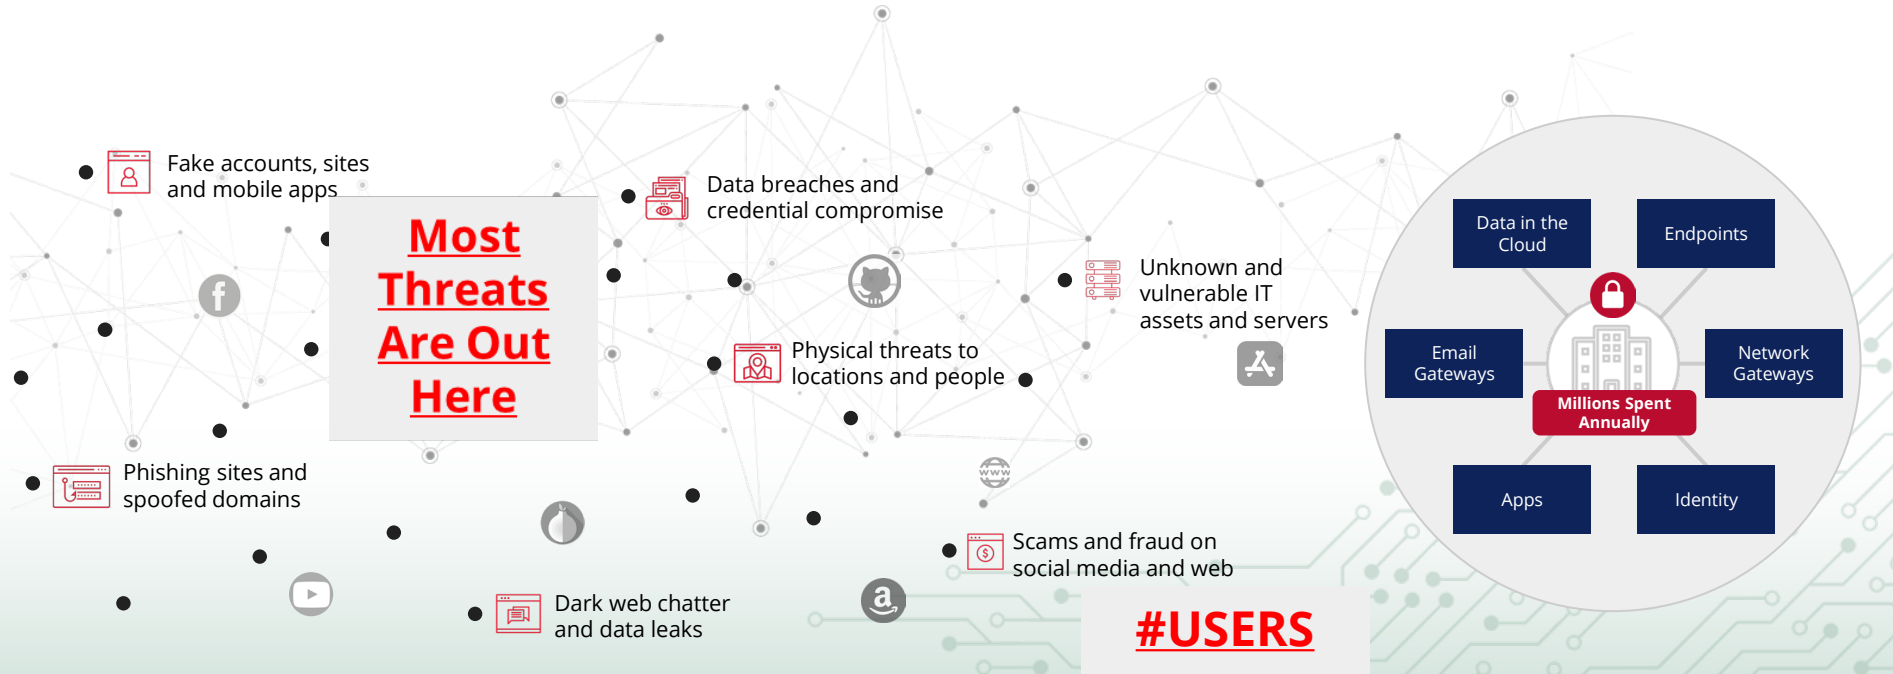 Fake accounts, sites
and mobile apps
Most
Threats
Are Out
Here
Data breaches and
credential compromise
Unknown and
vulnerable IT
assets and servers
Physical threats to
locations and people
Phishing sites and
spoofed domains
www
Scams and fraud on
social media and web
Dark web chatter
and data leaks
#USERS
Data in the
Cloud
Endpoints
Email
Gateways
Network
Gateways
Millions Spent
Annually
Apps
Identity